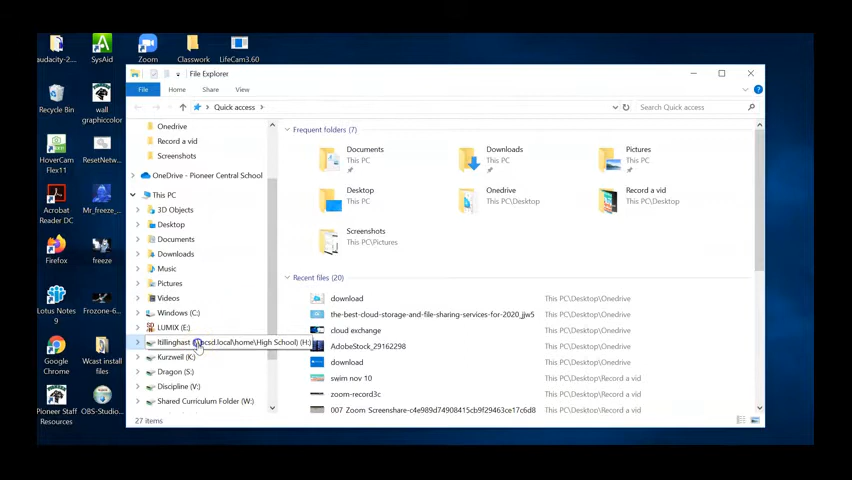 audacity-2...
SysAid
Zoom
Classwork
LifeCam3.60
Recycle Bin
wall
graphiccolor
HoverCam
Flex11
ResetNetw...
Acrobat
Reader DC
Mr_freeze_...
Firefox
freeze
Lotus Notes
9
Frozone-6...
Google
Chrome
Wcast install
files
Pioneer Staff
Resources
OBS-Studio...
File Explorer
File
Home
Share
View
Quick access
Search Quick access
Onedrive
Record a vid
Screenshots
OneDrive - Pioneer Central School
This PC
3D Objects
Desktop
Documents
Downloads
Music
Pictures
Videos
Windows (C:)
LUMIX (E:)
ltillinghast pcsd.local\home\High School) (H:)
Kurzweil (K:)
Dragon (S:)
Discipline (V:)
Shared Curriculum Folder (W:)
27 items
Frequent folders (7)
Documents
This PC
Downloads
This PC
Pictures
This PC
Desktop
This PC
Onedrive
This PC\Desktop
Record a vid
This PC\Desktop
Screenshots
This PC\Pictures
Recent files (20)
download This PC\Desktop\Onedrive
the-best-cloud-storage-and-file-sharing-services-for-2020_jjw5 This PC\Desktop\Onedrive
cloud exchange This PC\Desktop\Onedrive
AdobeStock_29162298 This PC\Desktop\Onedrive
download This PC\Desktop\Onedrive
swim nov 10 This PC\Desktop\Record a vid
zoom-record3c This PC\Desktop\Record a vid
007 Zoom Screenshare-c4e989d74905cb9f29463ce17c6d8 This PC\Desktop\Record a vid